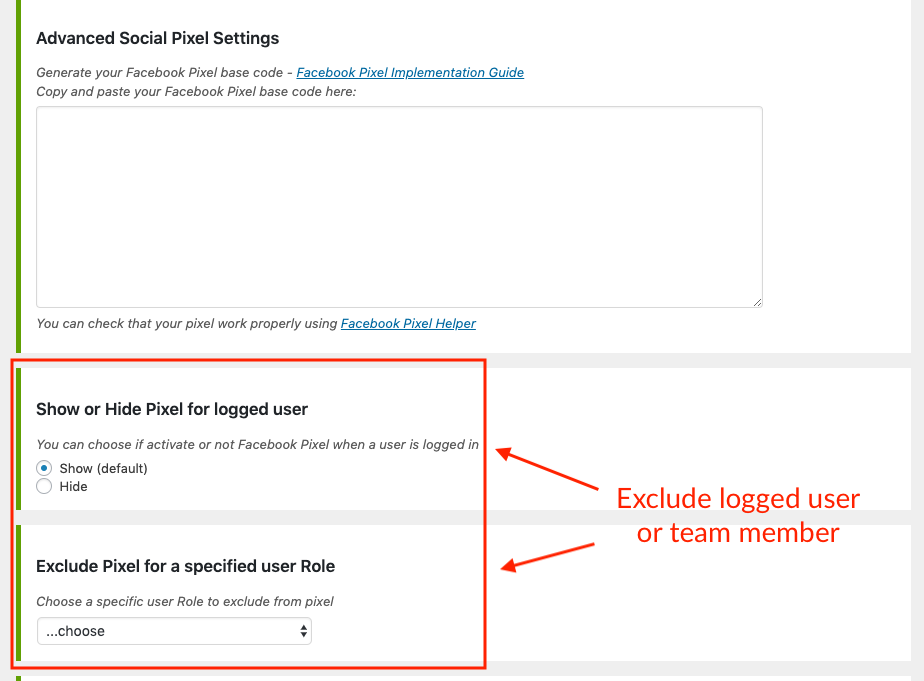 Advanced Social Pixel Settings
Generate your Facebook Pixel base code - Facebook Pixel Implementation Guide
Copy and paste your Facebook Pixel base code here:
You can check that your pixel work properly using Facebook Pixel Helper
Show or Hide Pixel for logged user
You can choose if activate or not Facebook Pixel when a user is logged in
Show (default)
Hide
Exclude logged user
or team member
Exclude Pixel for a specified user Role
Choose a specific user Role to exclude from pixel
...choose